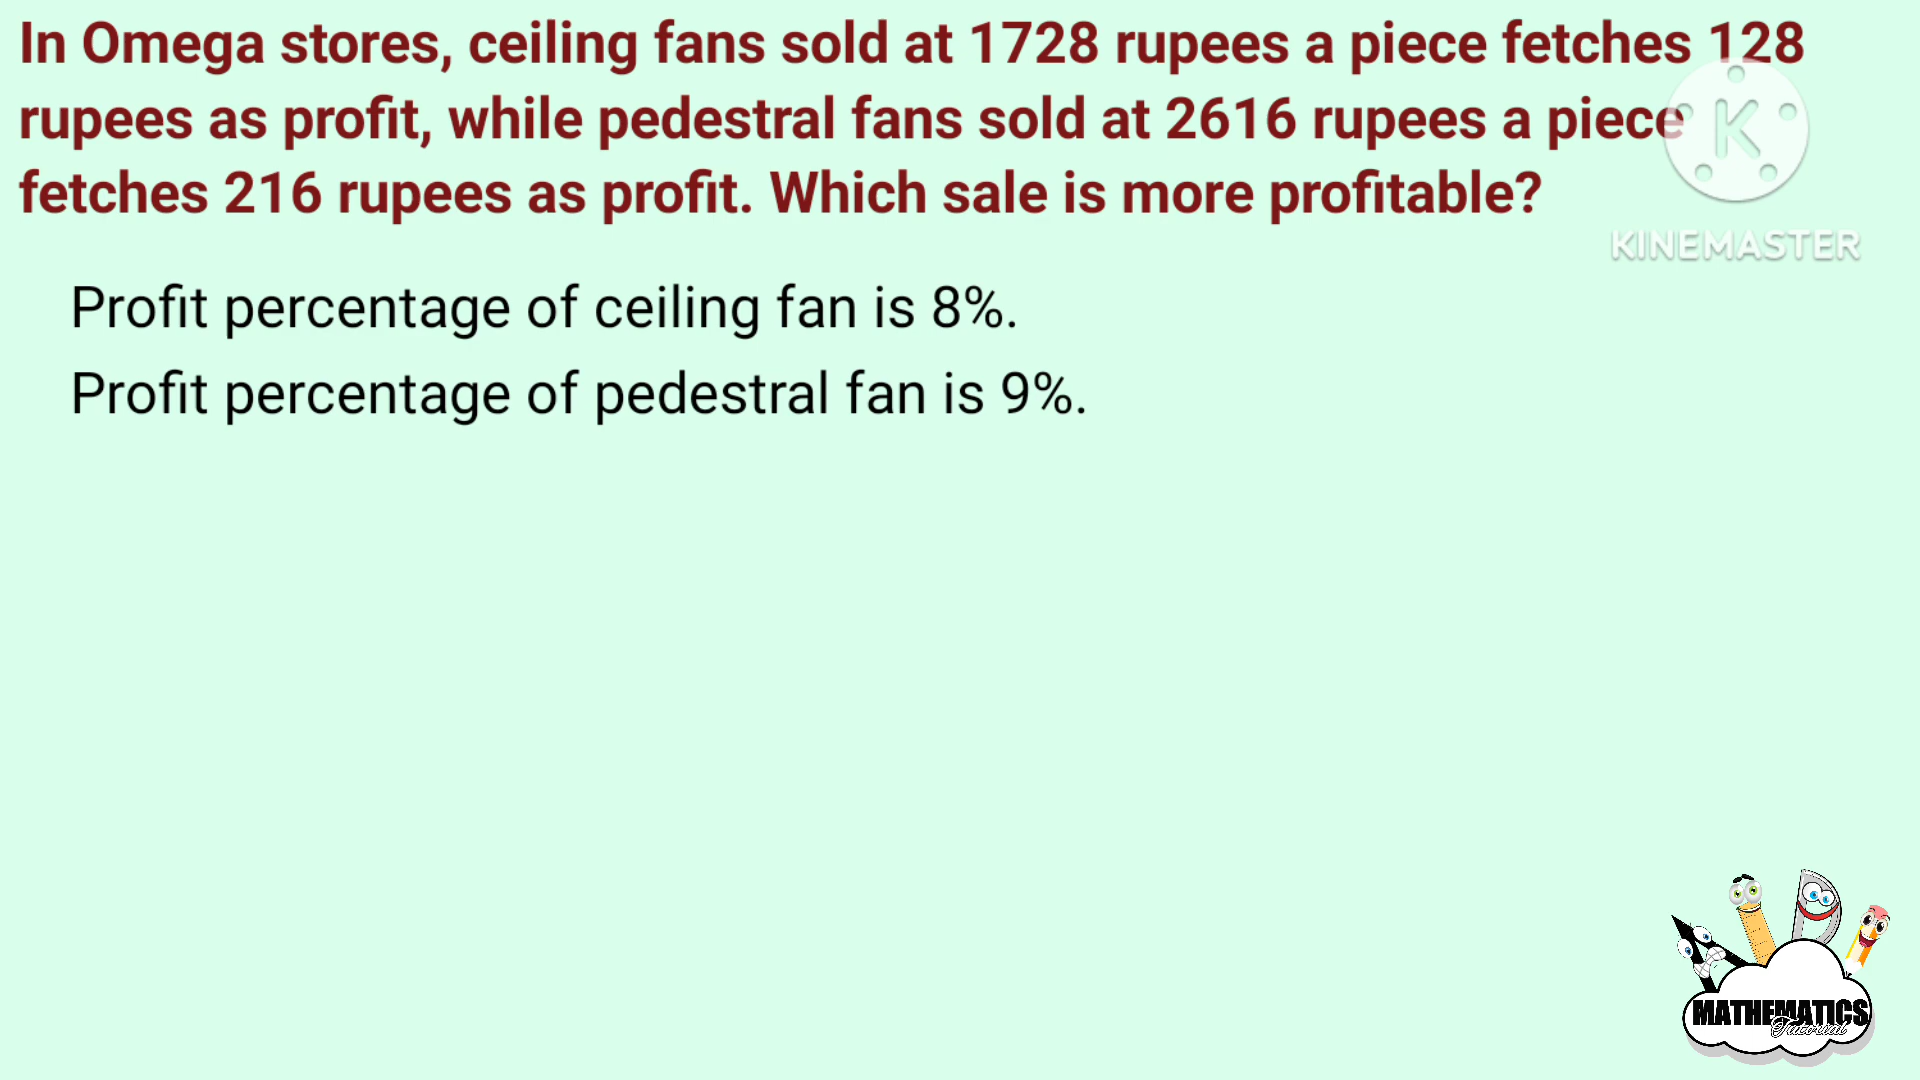 In Omega stores, ceiling fans sold at 1728 rupees a piece fetches 128
rupees as profit, while pedestral fans sold at 2616 rupees a piece
fetches 216 rupees as profit. Which sale is more profitable?
KINEMASTER
Profit percentage of ceiling fan is 8%.
Profit percentage of pedestral fan is 9%.
MATHEMATICS
Tutorial